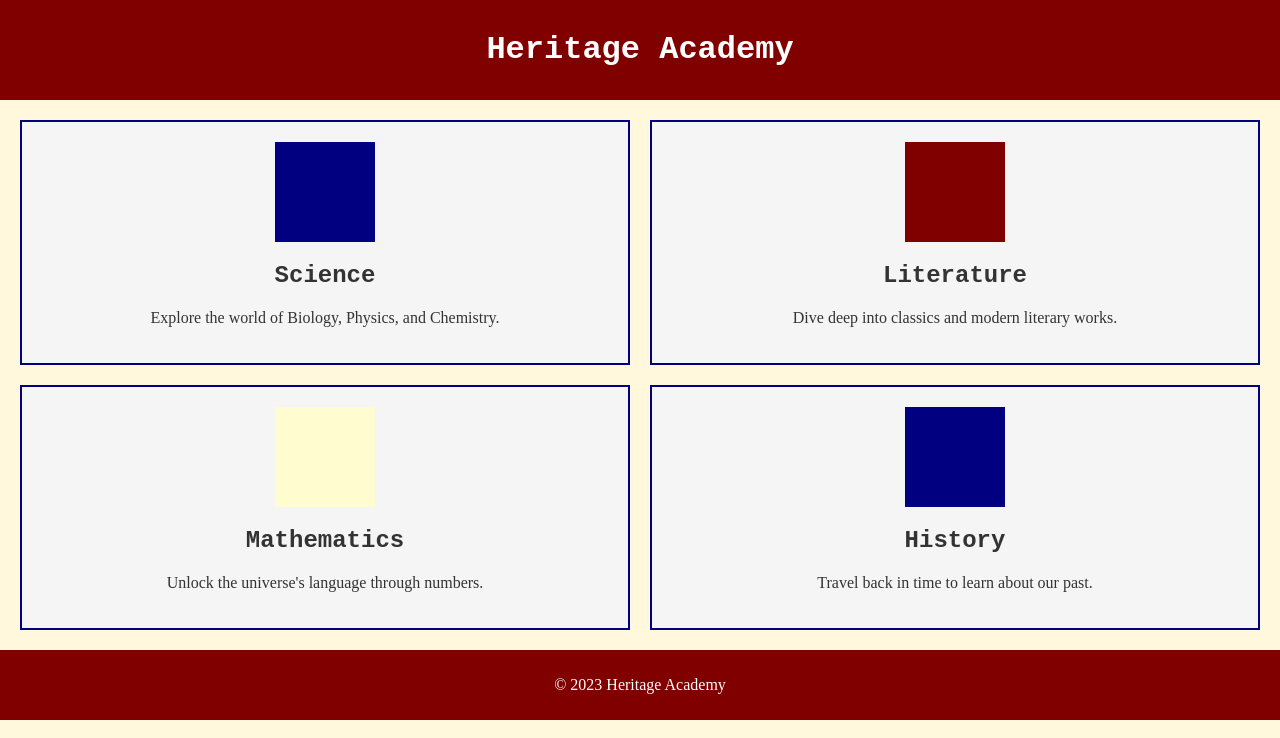 Heritage Academy
Science
Explore the world of Biology, Physics, and Chemistry.
Literature
Dive deep into classics and modern literary works.
Mathematics
Unlock the universe's language through numbers.
History
Travel back in time to learn about our past.
© 2023 Heritage Academy